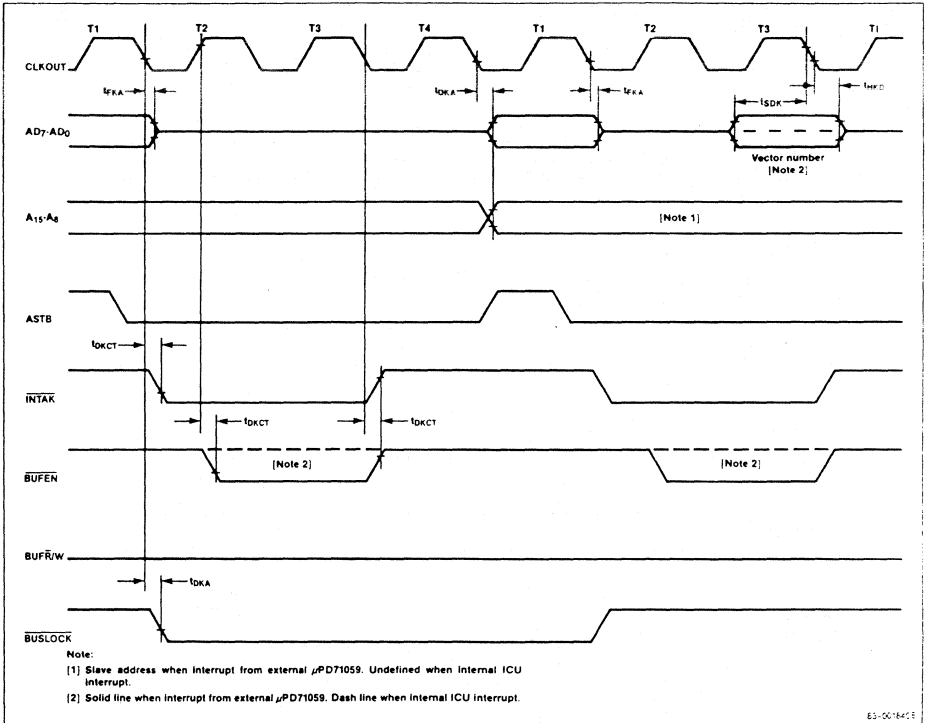 T1 T2 T3 T4 T1 T2 T3 TI
CLKOUT
tFKA tDKA tFKA tSDK tHKD
AD7-AD0
Vector number
[Note 2]
A15-A8
[Note 1]
ASTB
tDKCT
INTAK
tDKCT tDKCT
[Note 2] [Note 2]
BUFEN
BUFR/W
tDKA
BUSLOCK
Note:
[1] Slave address when interrupt from external μPD71059. Undefined when internal ICU
interrupt.
[2] Solid line when interrupt from external μPD71059. Dash line when internal ICU interrupt.